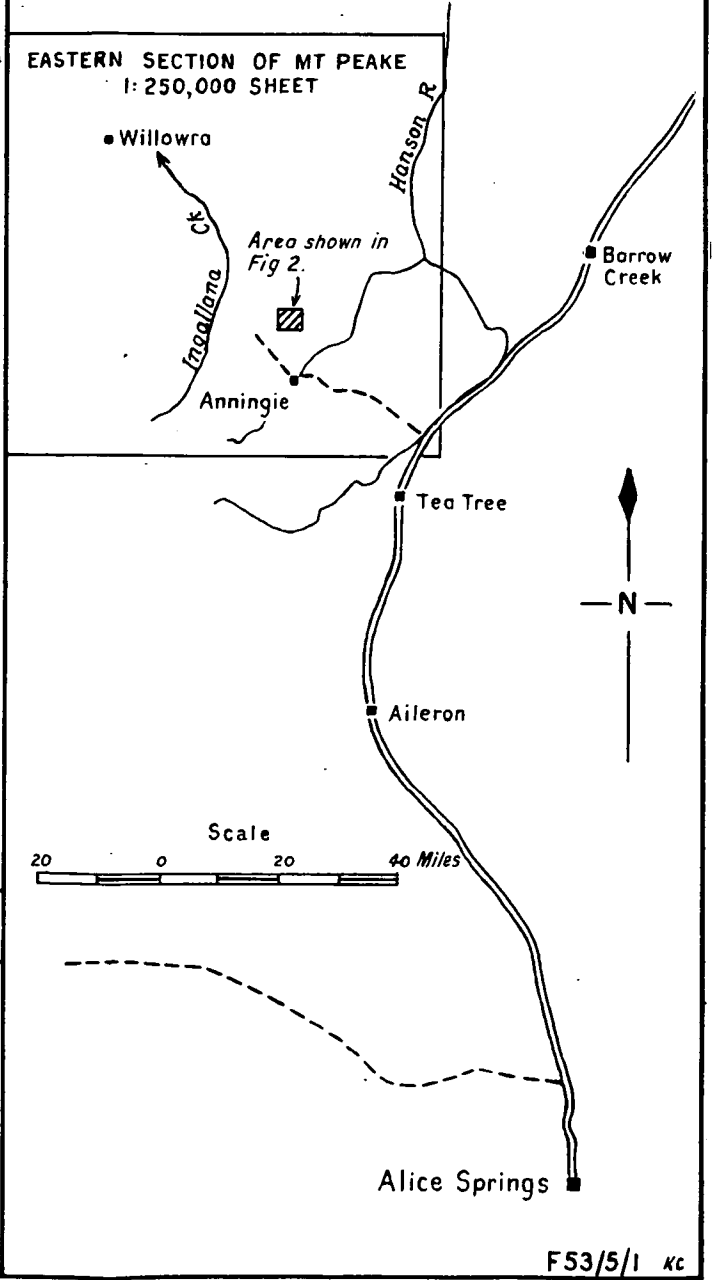 EASTERN SECTION OF MT PEAKE
1:250,000 SHEET
Willowra
Hanson R
Ck
Ingallana
Area shown in
Fig 2.
Barrow
Creek
Anningie
Tea Tree
N
Aileron
Scale
20 0 20 40 Miles
Alice Springs
F53/5/1 KC